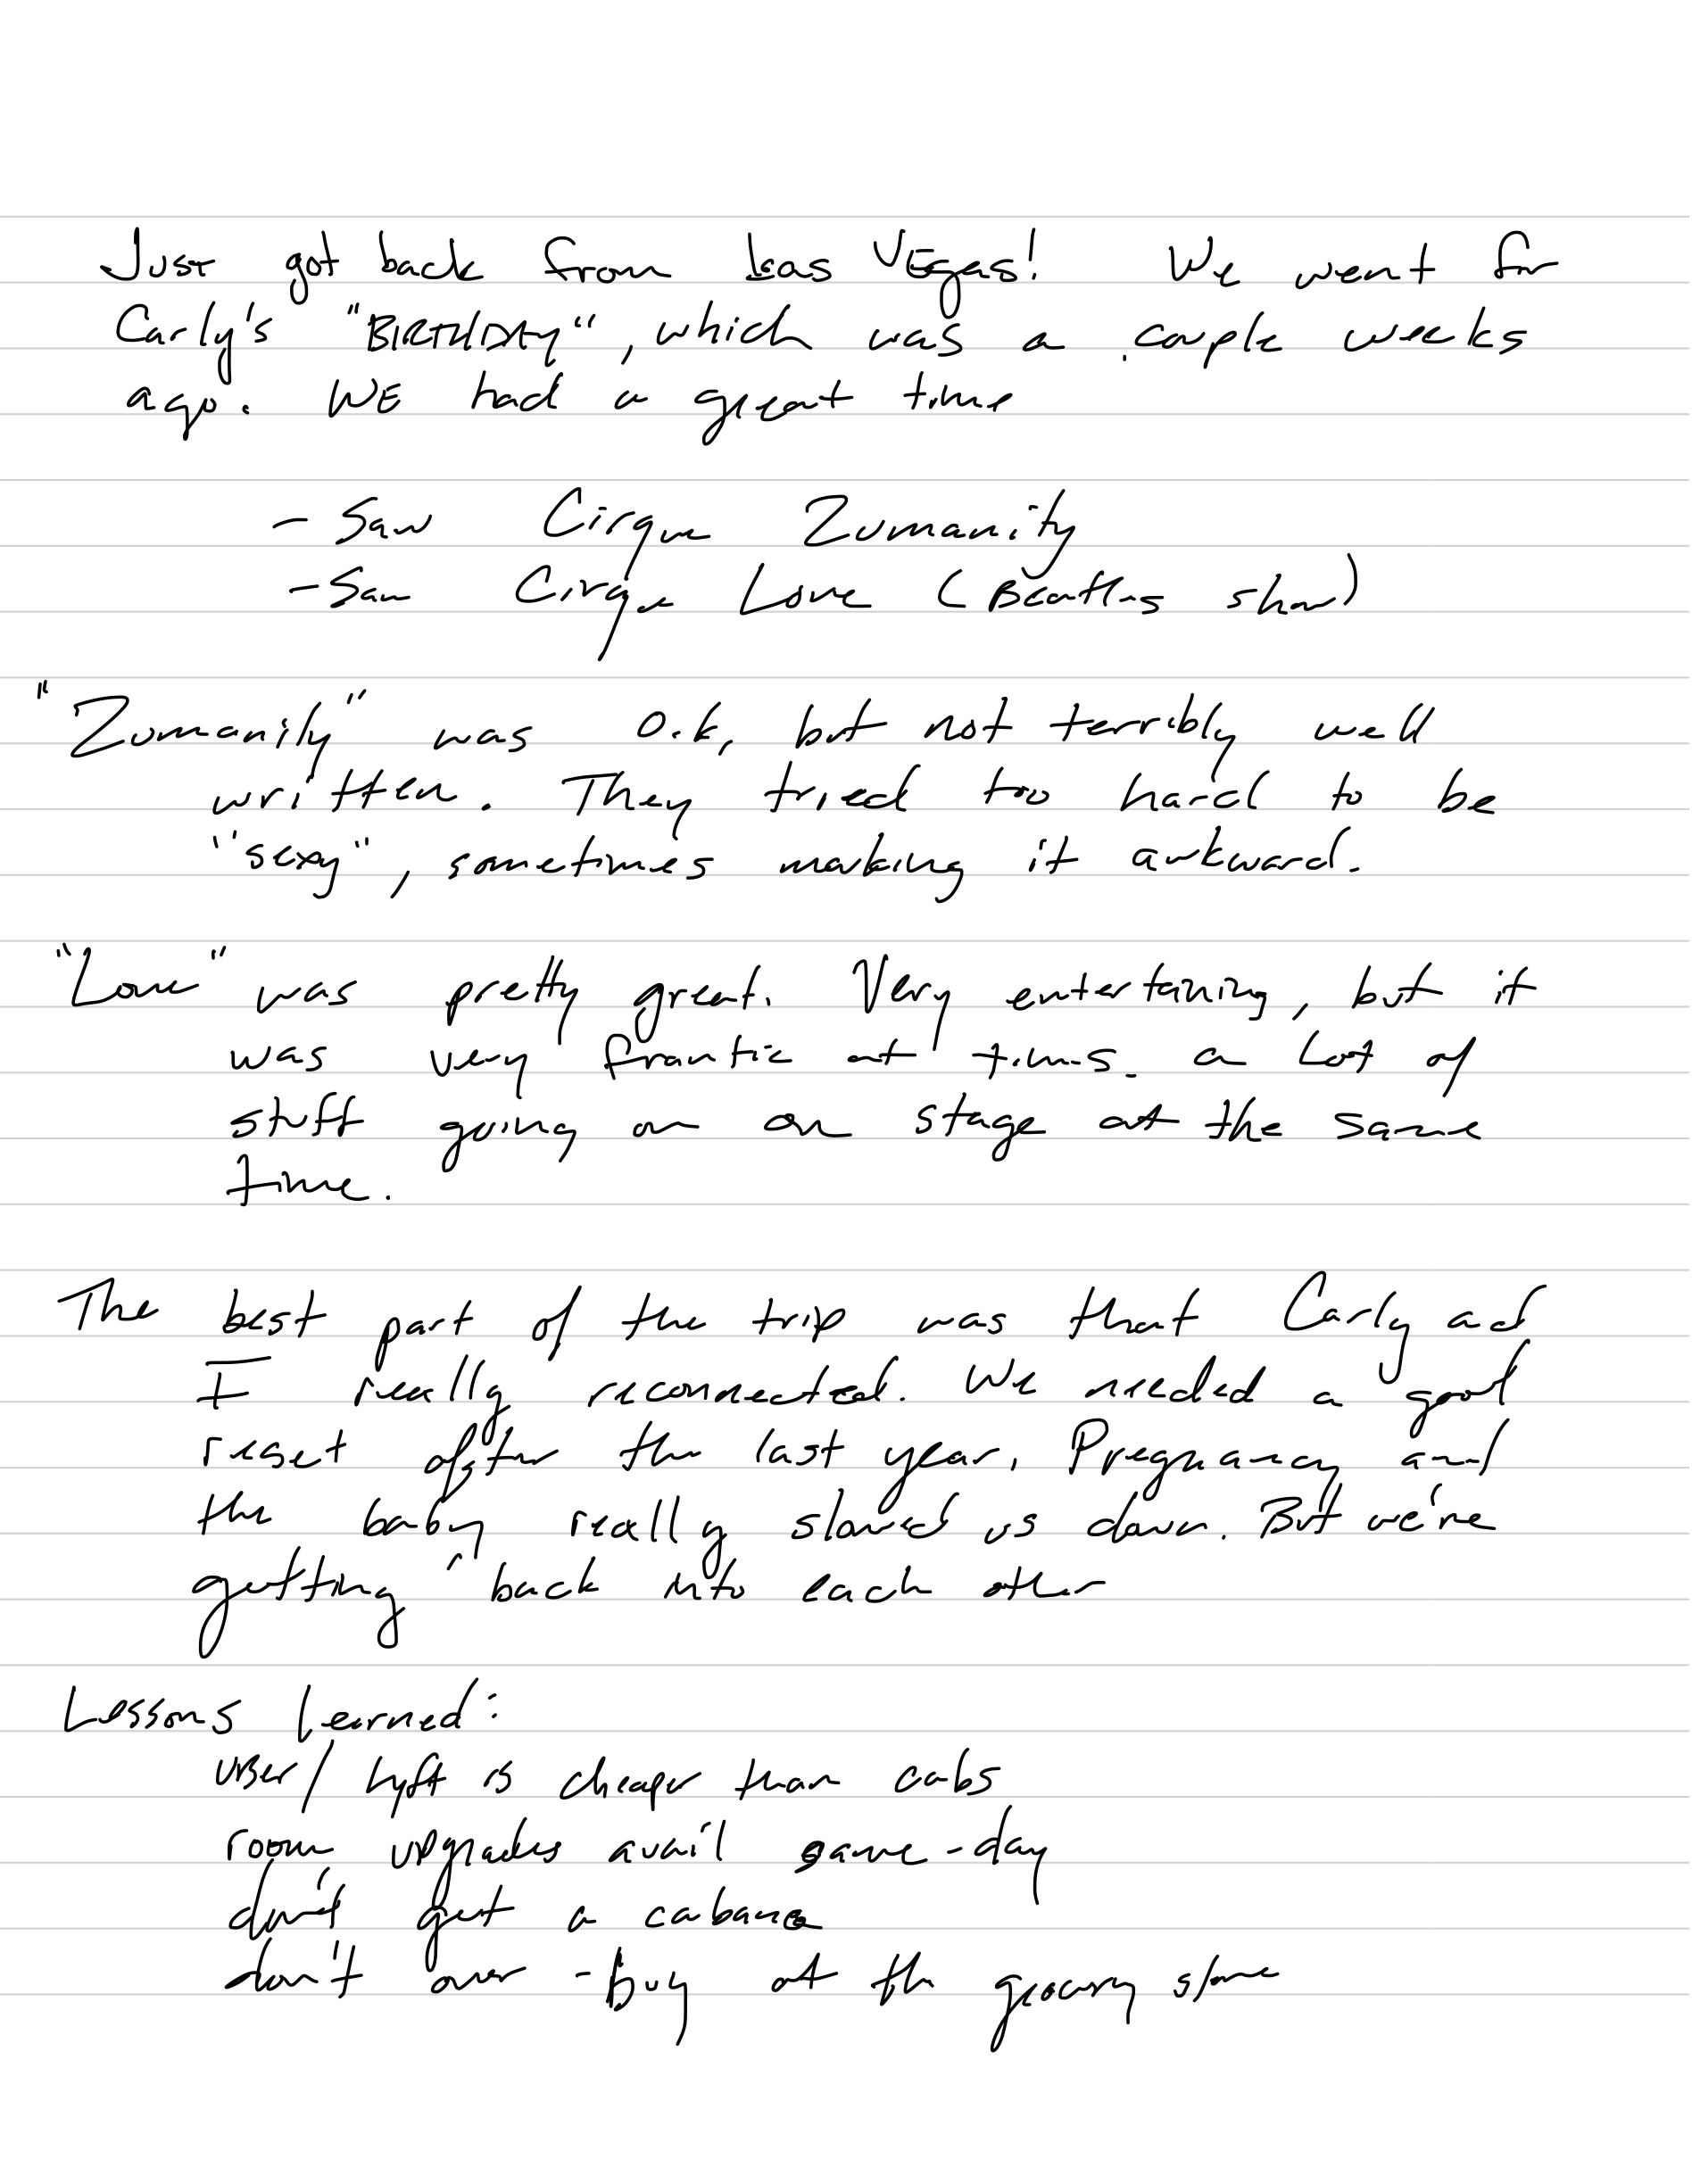 Just got back from Las VEgas! We went for
Carly's "BIRTHDAY", which was a couple weeks
ago. WE had a great time
- Saw Cirque Zumanity
- Saw Cirque Love (Beatles show)
"Zumanity" was O.k, but not terribly well
written. They tried too hard to be
"sexy", sometimes making it awkward.
"Love" was pretty great. Very entertaning, but it
was very frantic at times. a Lot of
stuff going on on stage at the same
time.
The best part of the trip was that Carly ad
I really reconnected. We needed a good
reset after the last year. Pregnancy and
the baby really slowed us down. But we're
getting back into each other
Lessons Learned:
UBer/Lyft is cheaper than cabs
room upgrades avail same-day
don't get a cabana
don't over-buy at the grocery store